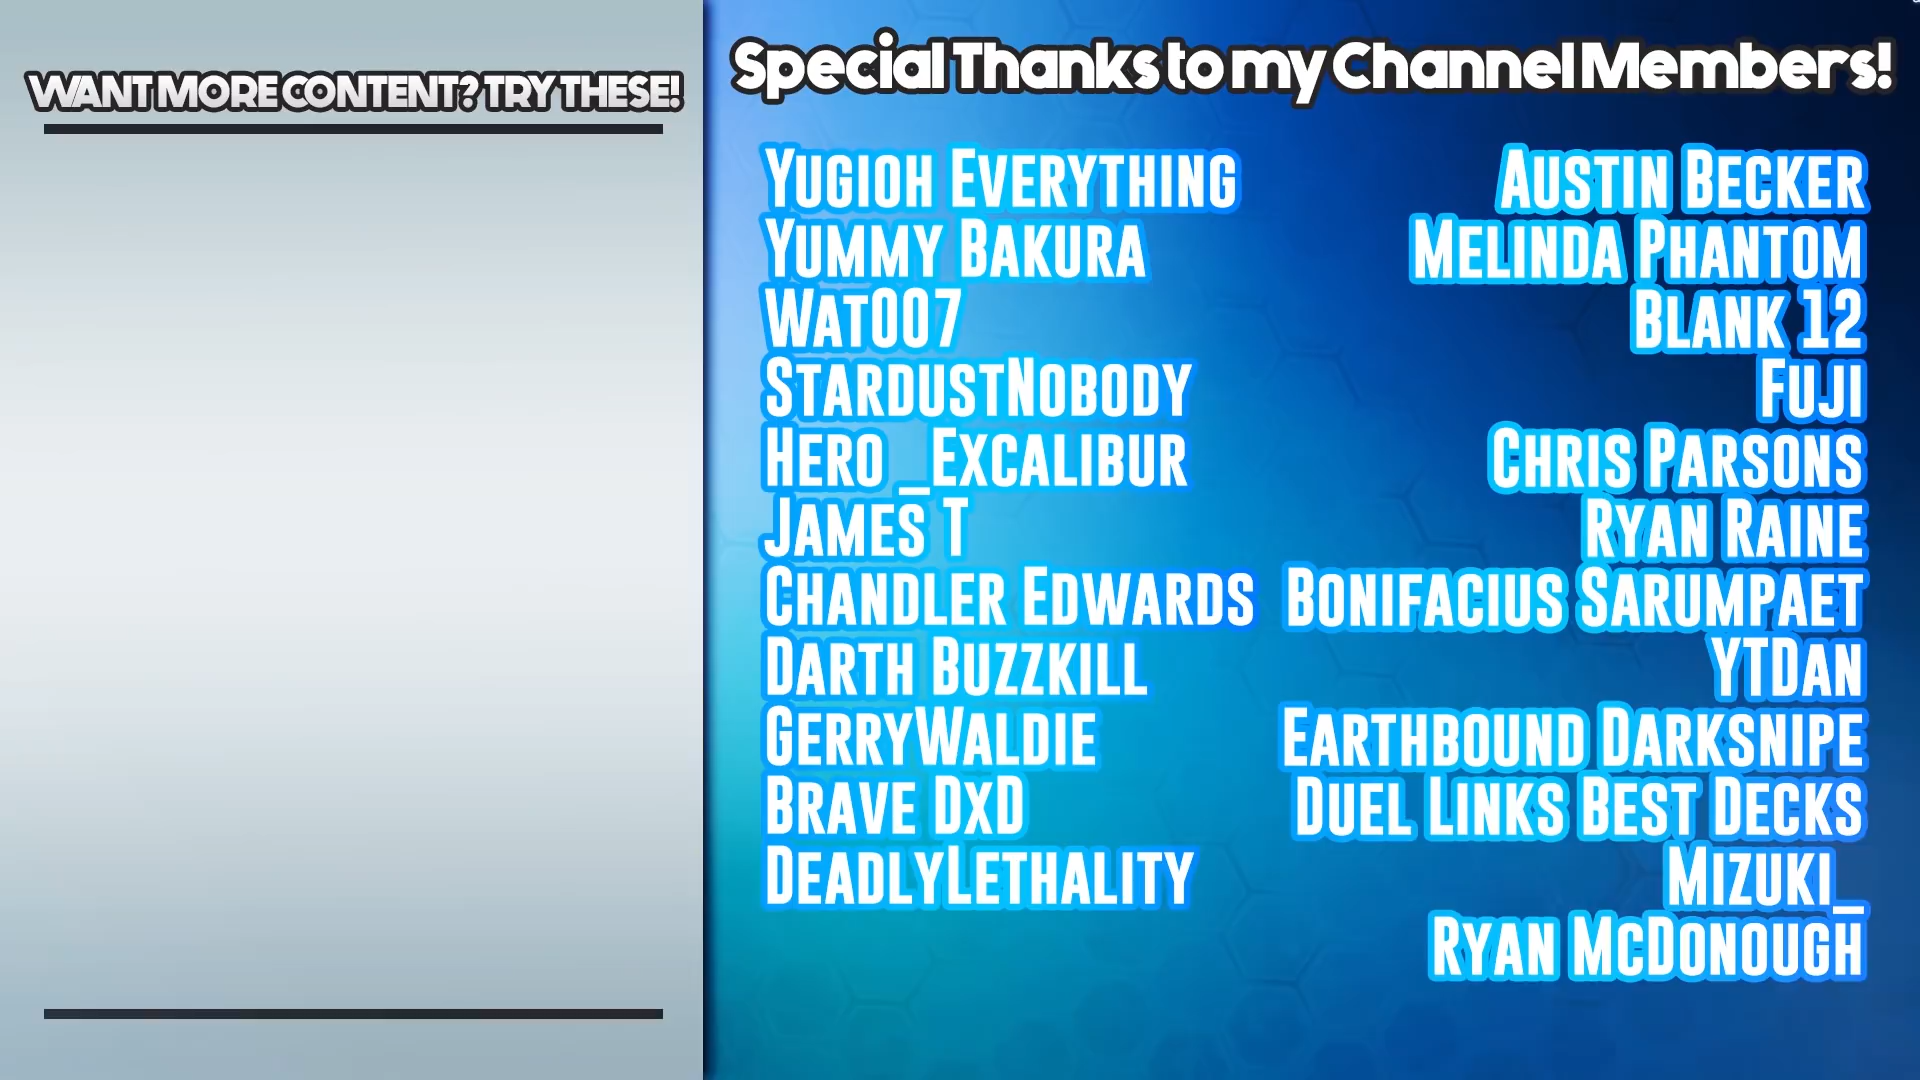 WANT MORE CONTENT? TRY THESE!
Special Thanks to my Channel Members!
Yugioh Everything
Yummy Bakura
Wat007
StardustNobody
Hero _Excalibur
James T
Chandler Edwards
Darth Buzzkill
GerryWaldie
Brave DxD
DeadlyLethality
Austin Becker
Melinda Phantom
Blank 12
Fuji
Chris Parsons
Ryan Raine
Bonifacius Sarumpaet
YTDan
Earthbound Darksnipe
Duel Links Best Decks
Mizuki_
Ryan McDonough